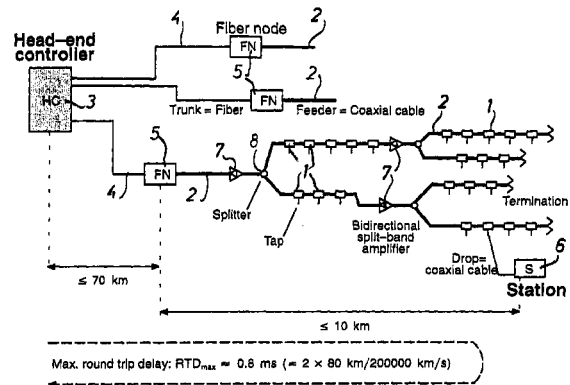 Head-end
controller
HC
3
4
Fiber node
FN
2
5
2
Trunk = Fiber
FN
Feeder = Coaxial cable
5
FN
4
2
7
8
Splitter
1
Tap
7
2
1
Bidirectional
split-band
amplifier
Termination
Drop=
coaxial cable
S
6
Station
≤ 70 km
≤ 10 km
Max. round trip delay: RTDmax ≈ 0.8 ms (= 2 × 80 km/200000 km/s)